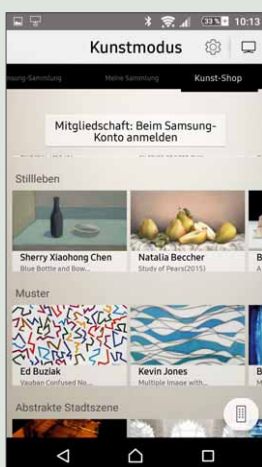 33 % 10:13
Kunstmodus
msung-Sammlung Meine Sammlung Kunst-Shop
Mitgliedschaft: Beim Samsung-
Konto anmelden
Stillleben
Sherry Xiaohong Chen Natalia Beccher B
Blue Bottle and Bow... Study of Pears(2015) A
Muster
Ed Buziak Kevin Jones B
Vauban Confused No... Multiple Image with... M
Abstrakte Stadtszene